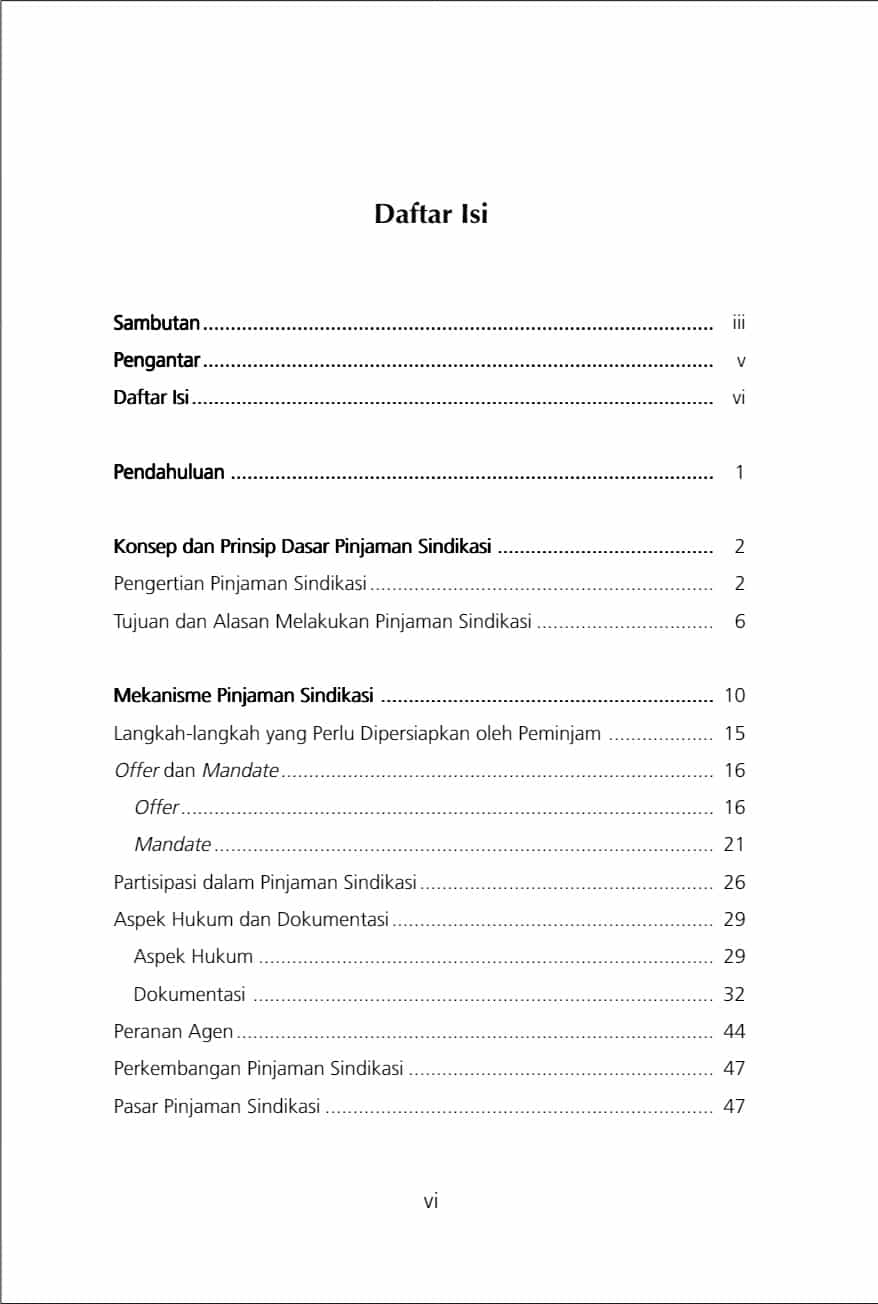 Daftar Isi
Sambutan ........................................................................................... iii
Pengantar ........................................................................................... v
Daftar Isi ............................................................................................. vi
Pendahuluan ...................................................................................... 1
Konsep dan Prinsip Dasar Pinjaman Sindikasi ....................................... 2
Pengertian Pinjaman Sindikasi .............................................................. 2
Tujuan dan Alasan Melakukan Pinjaman Sindikasi ................................ 6
Mekanisme Pinjaman Sindikasi ............................................................ 10
Langkah-langkah yang Perlu Dipersiapkan oleh Peminjam ................... 15
Offer dan Mandate .............................................................................. 16
Offer ................................................................................................ 16
Mandate .......................................................................................... 21
Partisipasi dalam Pinjaman Sindikasi ..................................................... 26
Aspek Hukum dan Dokumentasi .......................................................... 29
Aspek Hukum .................................................................................. 29
Dokumentasi ................................................................................... 32
Peranan Agen ...................................................................................... 44
Perkembangan Pinjaman Sindikasi ....................................................... 47
Pasar Pinjaman Sindikasi ...................................................................... 47
vi